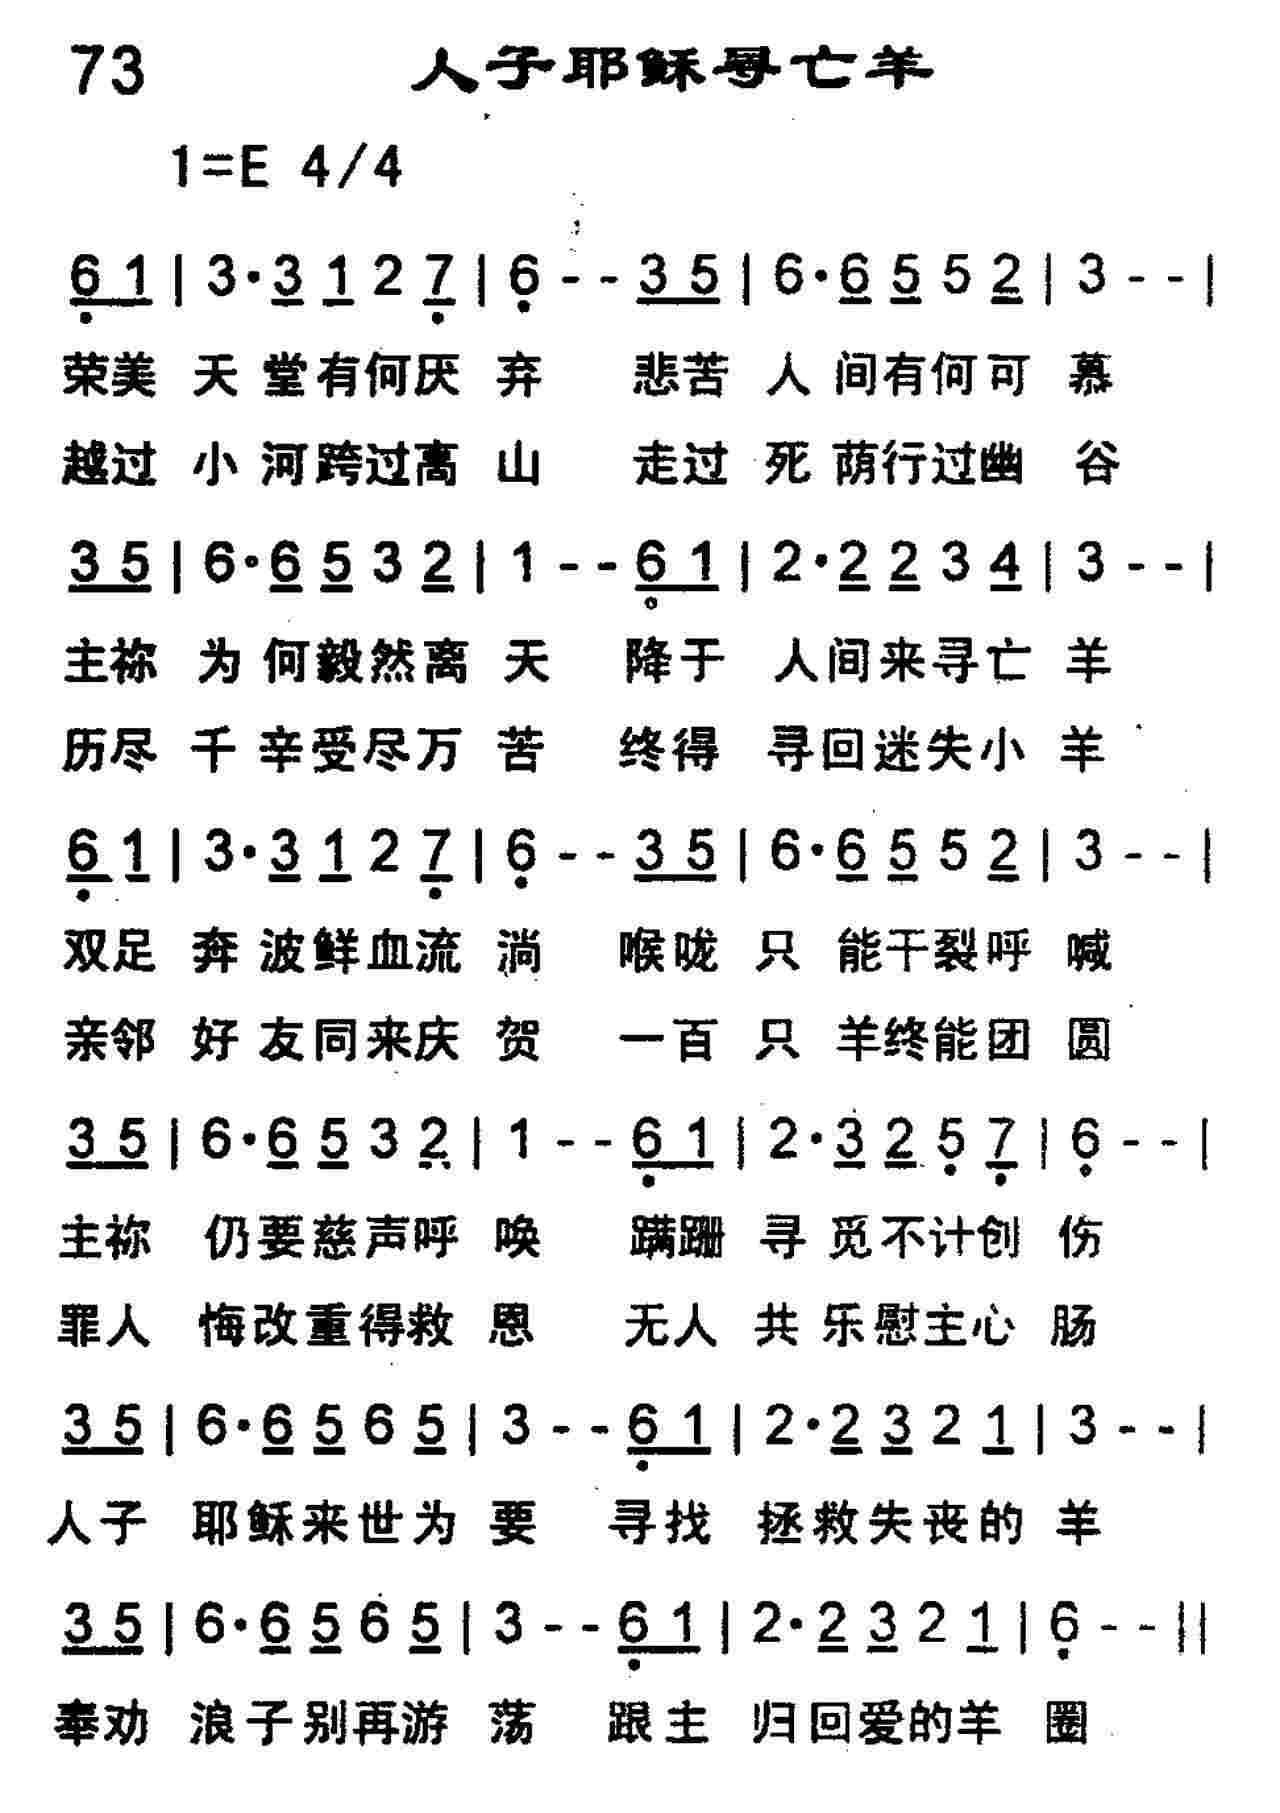 73 人子耶稣寻亡羊
1=E 4/4
6 1 | 3·3 1 2 7 | 6 - - 3 5 | 6·6 5 5 2 | 3 - - |
荣美 天 堂有何厌 弃 悲苦 人 间有何可 慕
越过 小 河跨过高 山 走过 死 荫行过幽 谷
3 5 | 6·6 5 3 2 | 1 - - 6 1 | 2·2 2 3 4 | 3 - - |
主祢 为 何毅然离 天 降于 人间来寻亡 羊
历尽 千 辛受尽万 苦 终得 寻回迷失小 羊
6 1 | 3·3 1 2 7 | 6 - - 3 5 | 6·6 5 5 2 | 3 - - |
双足 奔 波鲜血流 淌 喉咙 只 能干裂呼 喊
亲邻 好 友同来庆 贺 一百 只 羊终能团 圆
3 5 | 6·6 5 3 2 | 1 - - 6 1 | 2·3 2 5 7 | 6 - - |
主祢 仍要慈声呼 唤 蹒跚 寻 觅不计创 伤
罪人 悔改重得救 恩 无人 共 乐慰主心 肠
3 5 | 6·6 5 6 5 | 3 - - 6 1 | 2·2 3 2 1 | 3 - - |
人子 耶稣来世为 要 寻找 拯救失丧的 羊
3 5 | 6·6 5 6 5 | 3 - - 6 1 | 2·2 3 2 1 | 6 - - ||
奉劝 浪子别再游 荡 跟主 归回爱的羊 圈